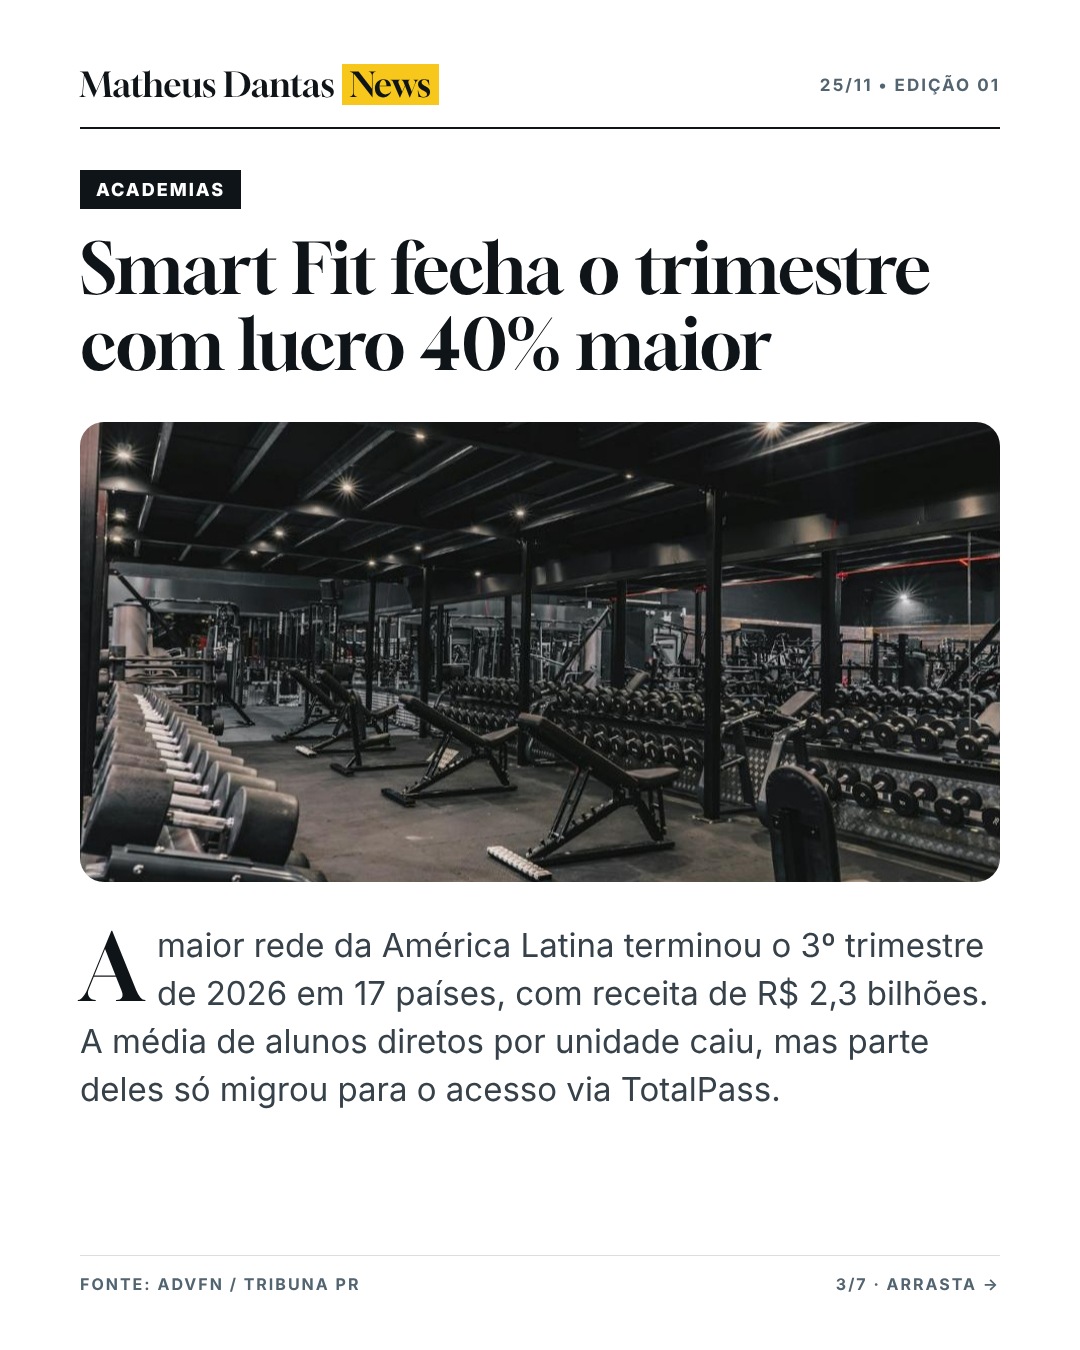 Matheus Dantas News
25/11 • EDIÇÃO 01
ACADEMIAS
Smart Fit fecha o trimestre
com lucro 40% maior
A maior rede da América Latina terminou o 3º trimestre
de 2026 em 17 países, com receita de R$ 2,3 bilhões.
A média de alunos diretos por unidade caiu, mas parte
deles só migrou para o acesso via TotalPass.
FONTE: ADVFN / TRIBUNA PR
3/7 · ARRASTA →